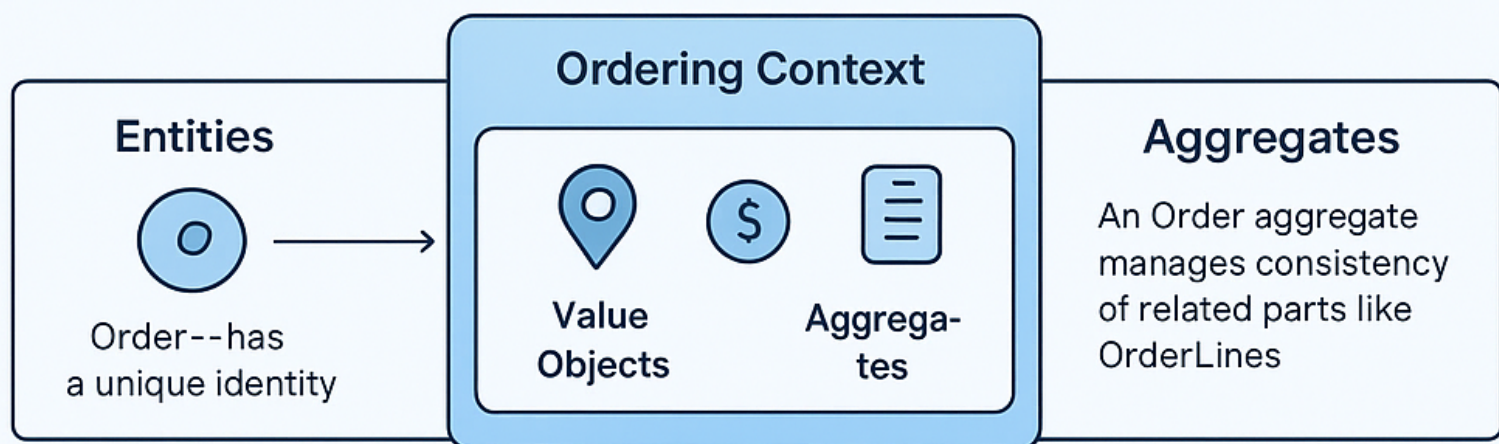 Ordering Context
Entities
Order--has
a unique identity
$
Value
Objects
Aggrega-
tes
Aggregates
An Order aggregate
manages consistency
of related parts like
OrderLines